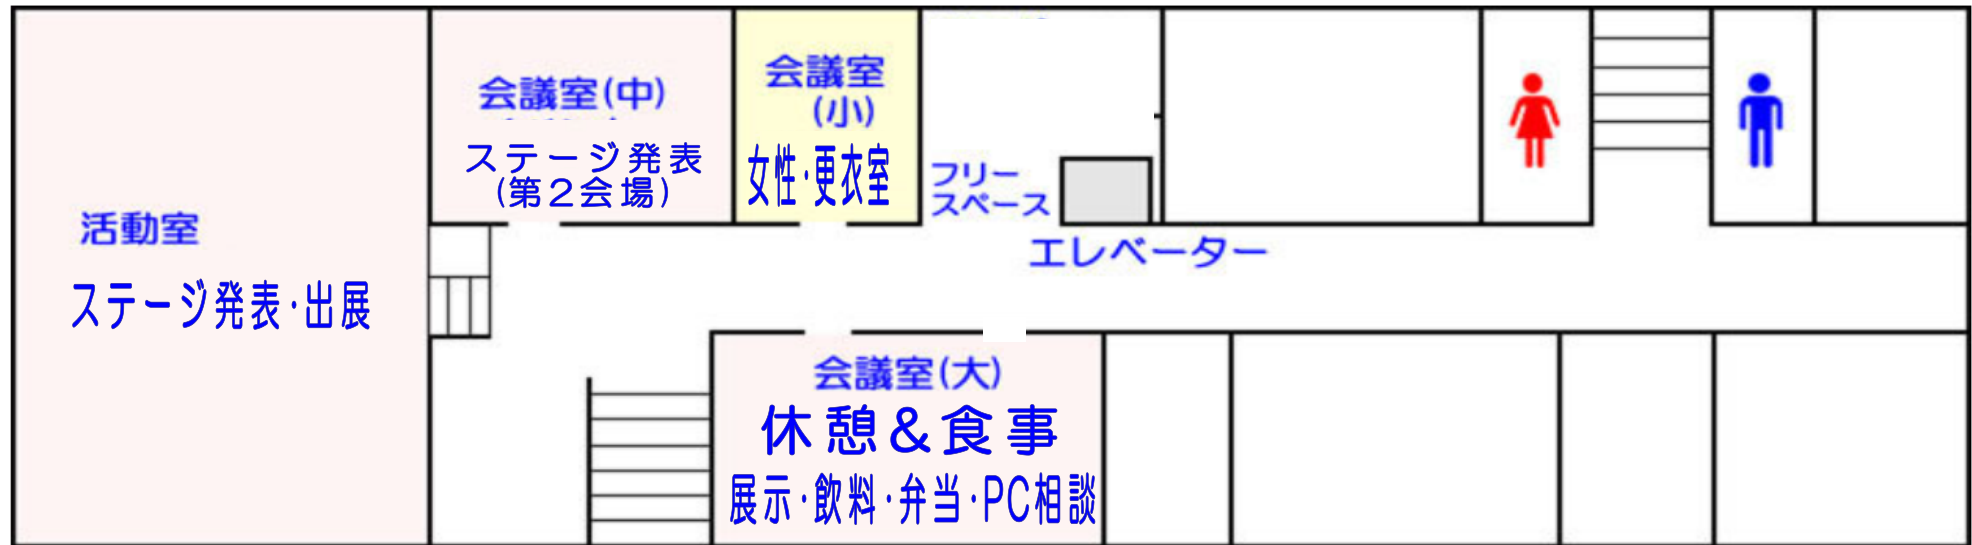 活動室
ステージ発表・出展
会議室(中)
ステージ発表
(第2会場)
会議室
(小)
女性・更衣室
フリー
スペース
エレベーター
会議室(大)
休憩&食事
展示・飲料・弁当・PC相談